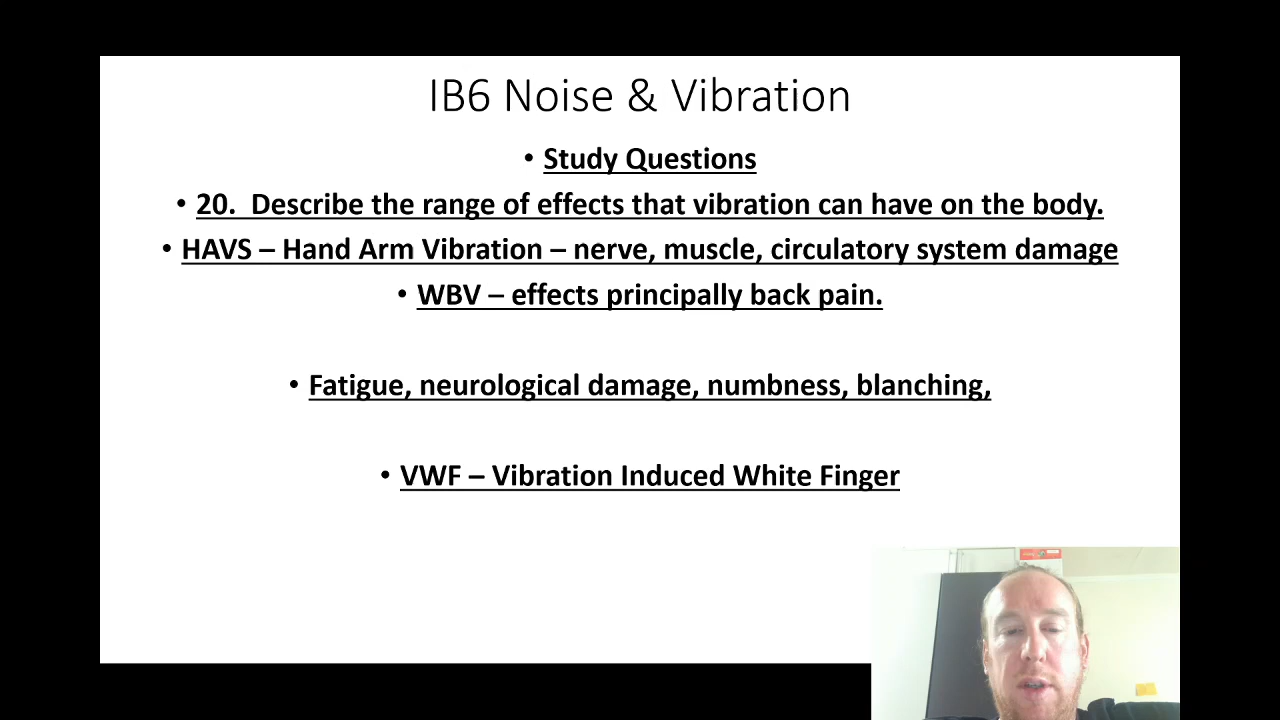 IB6 Noise & Vibration
• Study Questions
• 20.  Describe the range of effects that vibration can have on the body.
• HAVS – Hand Arm Vibration – nerve, muscle, circulatory system damage
• WBV – effects principally back pain.
• Fatigue, neurological damage, numbness, blanching,
• VWF – Vibration Induced White Finger